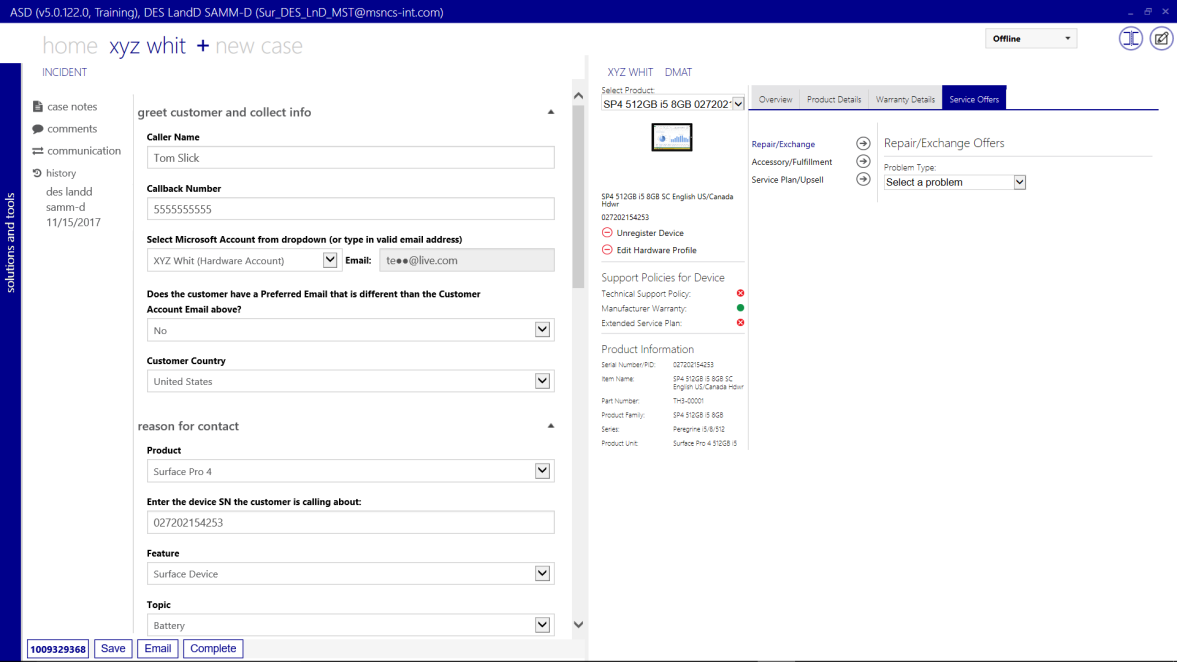 ASD (v5.0.122.0, Training), DES LandD SAMM-D (Sur_DES_LnD_MST@msncs-int.com)
home xyz whit + new case
Offline
INCIDENT
solutions and tools
case notes
comments
communication
history
des landd
samm-d
11/15/2017
greet customer and collect info
Caller Name
Tom Slick
Callback Number
5555555555
Select Microsoft Account from dropdown (or type in valid email address)
XYZ Whit (Hardware Account) Email: te●●@live.com
Does the customer have a Preferred Email that is different than the Customer
Account Email above?
No
Customer Country
United States
reason for contact
Product
Surface Pro 4
Enter the device SN the customer is calling about:
027202154253
Feature
Surface Device
Topic
Battery
1009329368 Save Email Complete
XYZ WHIT DMAT
Select Product:
SP4 512GB i5 8GB 027202
SP4 512GB i5 8GB SC English US/Canada
Hdwr
027202154253
Unregister Device
Edit Hardware Profile
Support Policies for Device
Technical Support Policy:
Manufacturer Warranty:
Extended Service Plan:
Product Information
Serial Number/PID: 027202154253
Item Name: SP4 512GB i5 8GB SC
English US/Canada Hdwr
Part Number: TH3-00001
Product Family: SP4 512GB i5 8GB
Series: Peregrine i5/8/512
Product Unit: Surface Pro 4 512GB i5
Overview Product Details Warranty Details Service Offers
Repair/Exchange
Accessory/Fulfillment
Service Plan/Upsell
Repair/Exchange Offers
Problem Type:
Select a problem